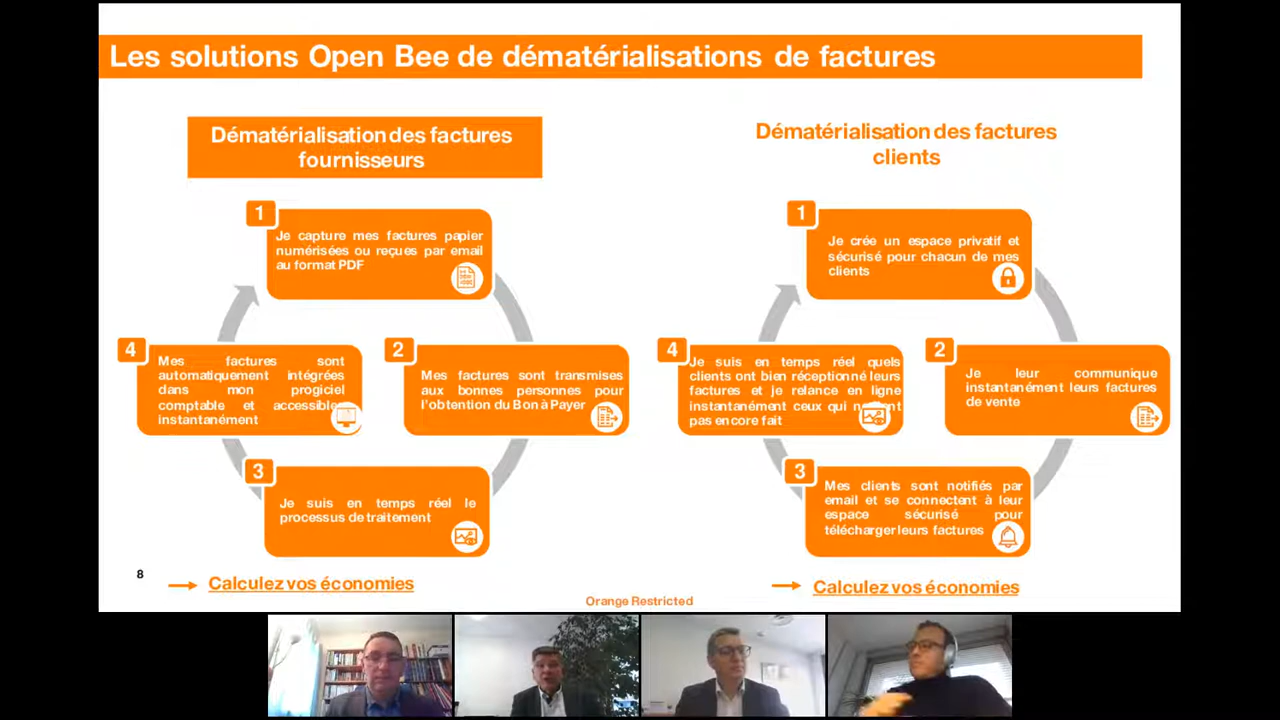 Les solutions Open Bee de dématérialisations de factures
Dématérialisation des factures
fournisseurs
1
Je capture mes factures papier
numérisées ou reçues par email
au format PDF
2
Mes factures sont transmises
aux bonnes personnes pour
l'obtention du Bon à Payer
3
Je suis en temps réel le
processus de traitement
4
Mes factures sont
automatiquement intégrées
dans mon progiciel
comptable et accessibles
instantanément
Calculez vos économies
Dématérialisation des factures
clients
1
Je crée un espace privatif et
sécurisé pour chacun de mes
clients
2
Je leur communique
instantanément leurs factures
de vente
3
Mes clients sont notifiés par
email et se connectent à leur
espace sécurisé pour
télécharger leurs factures
4
Je suis en temps réel quels
clients ont bien réceptionné leurs
factures et je relance en ligne
instantanément ceux qui
pas encore fait
Calculez vos économies
8
Orange Restricted